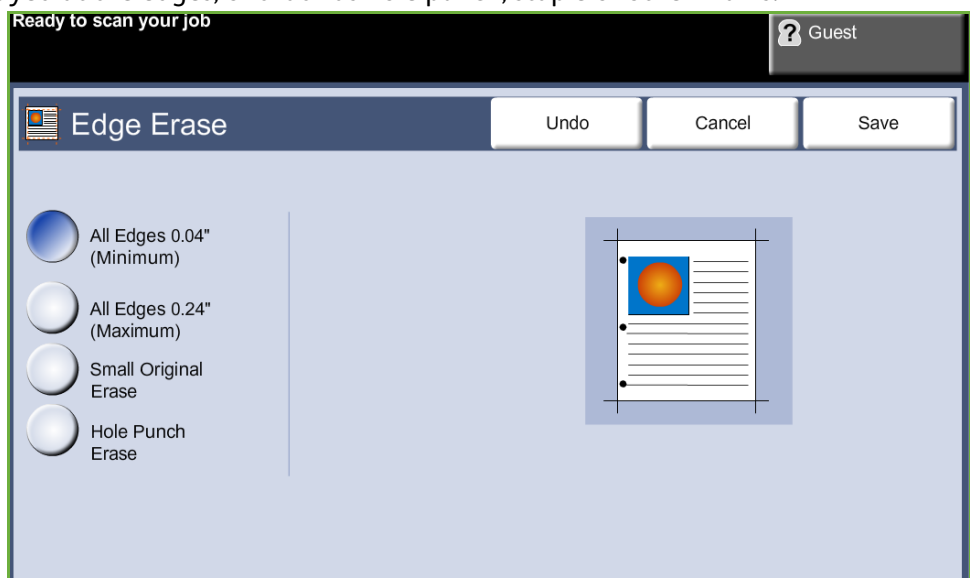 Ready to scan your job
? Guest
Edge Erase
Undo
Cancel
Save
All Edges 0.04"
(Minimum)
All Edges 0.24"
(Maximum)
Small Original
Erase
Hole Punch
Erase